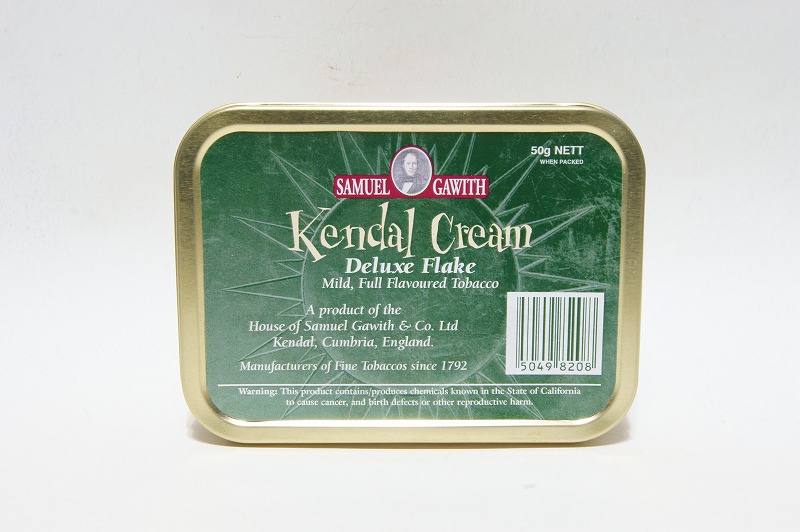 50g NETT
WHEN PACKED
SAMUEL GAWITH
Kendal Cream
Deluxe Flake
Mild, Full Flavoured Tobacco
A product of the
House of Samuel Gawith & Co. Ltd
Kendal, Cumbria, England.
Manufacturers of Fine Tobaccos since 1792
5049 8208
Warning: This product contains/produces chemicals known in the State of California
to cause cancer, and birth defects or other reproductive harm.